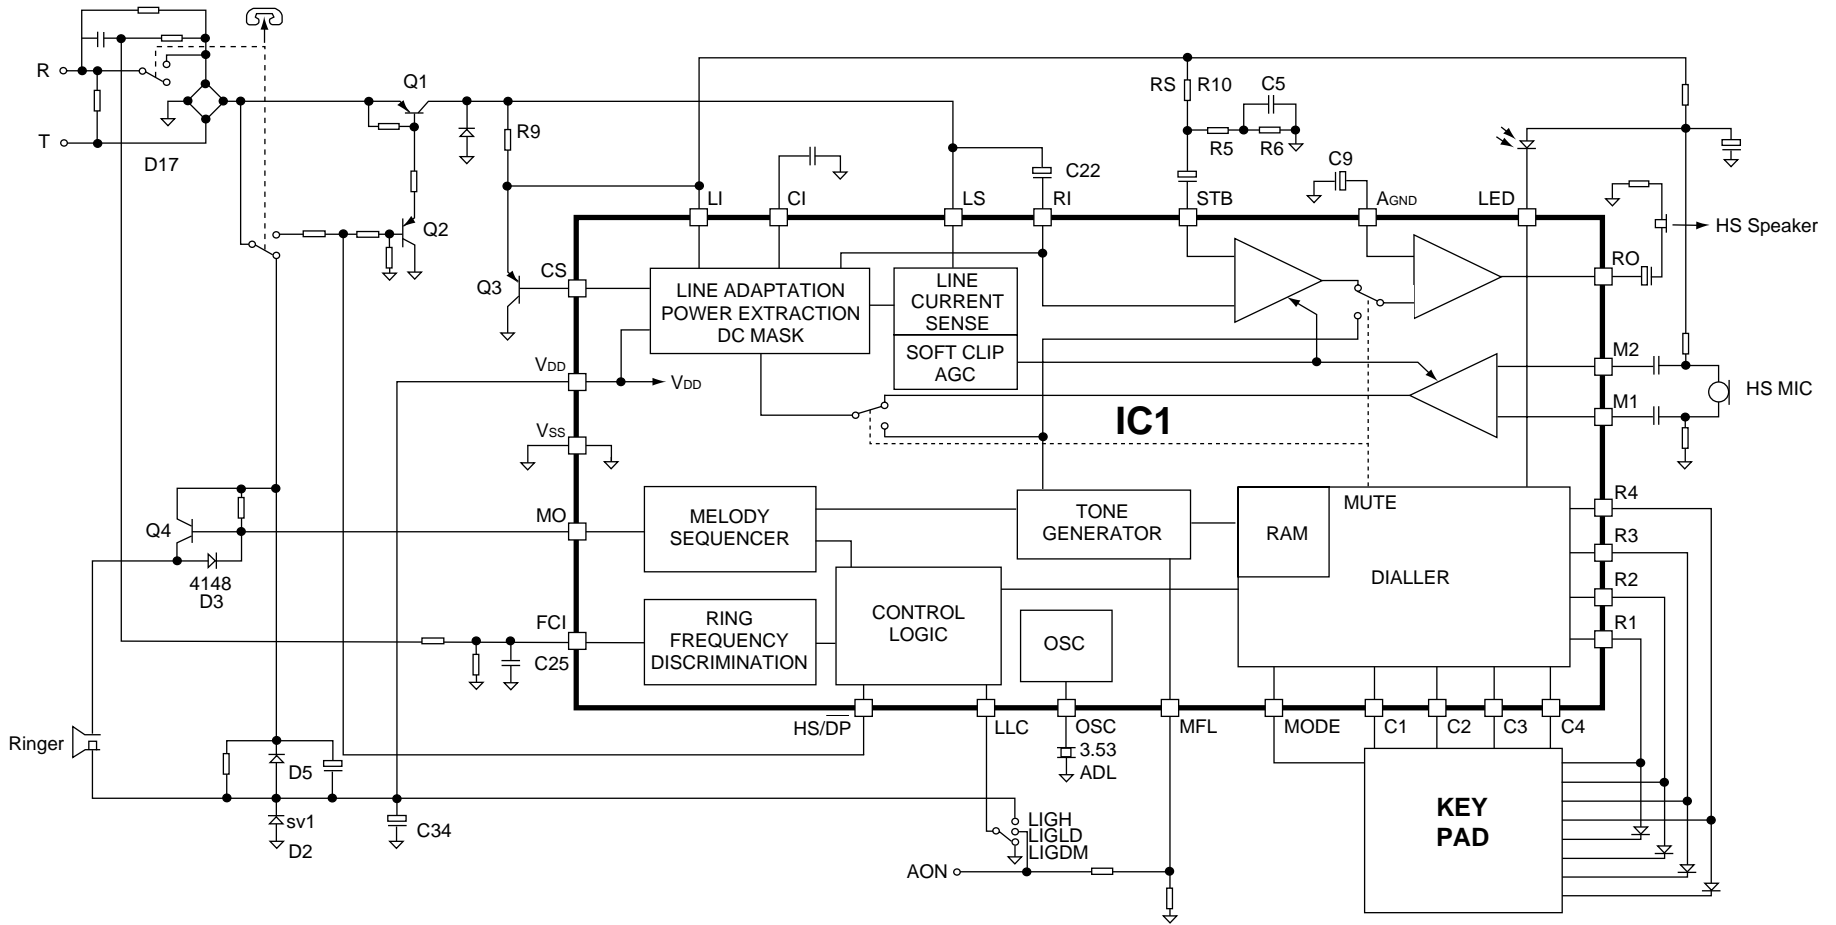 R
T
D17
Q1
R9
Q2
Q3
RS R10
C5
R5 R6
C22
C9
LI
CI
LS
RI
STB
AGND
LED
HS Speaker
RO
CS
LINE ADAPTATION
POWER EXTRACTION
DC MASK
LINE
CURRENT
SENSE
SOFT CLIP
AGC
VDD
VDD
VSS
IC1
M2
M1
HS MIC
Q4
4148
D3
MO
MELODY
SEQUENCER
TONE
GENERATOR
RAM
MUTE
DIALLER
R4
R3
R2
R1
FCI
C25
RING
FREQUENCY
DISCRIMINATION
CONTROL
LOGIC
OSC
HS/DP
LLC
OSC
3.53
ADL
MFL
MODE
C1
C2
C3
C4
Ringer
D5
sv1
D2
C34
LIGH
LIGLD
LIGDM
AON
KEY
PAD